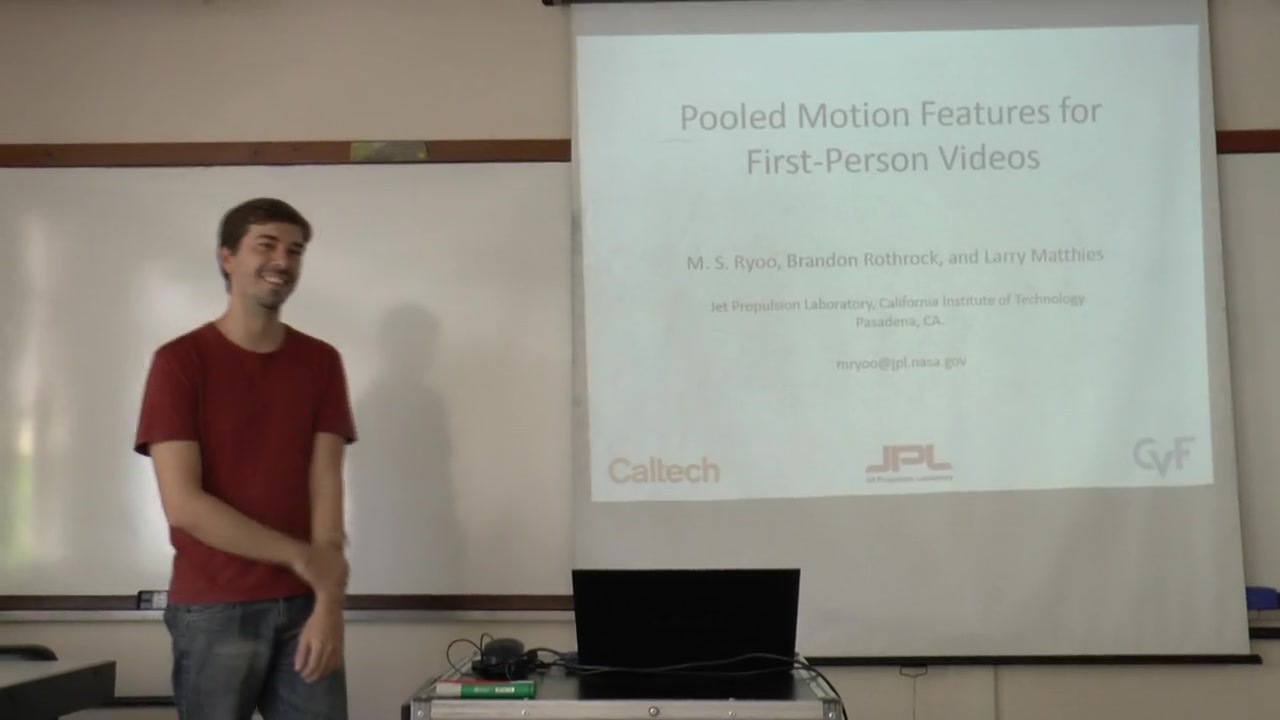 Pooled Motion Features for
First-Person Videos
M. S. Ryoo, Brandon Rothrock, and Larry Matthies
Jet Propulsion Laboratory, California Institute of Technology
Pasadena, CA.
mryoo@jpl.nasa.gov
Caltech
JPL
Jet Propulsion Laboratory
CvF